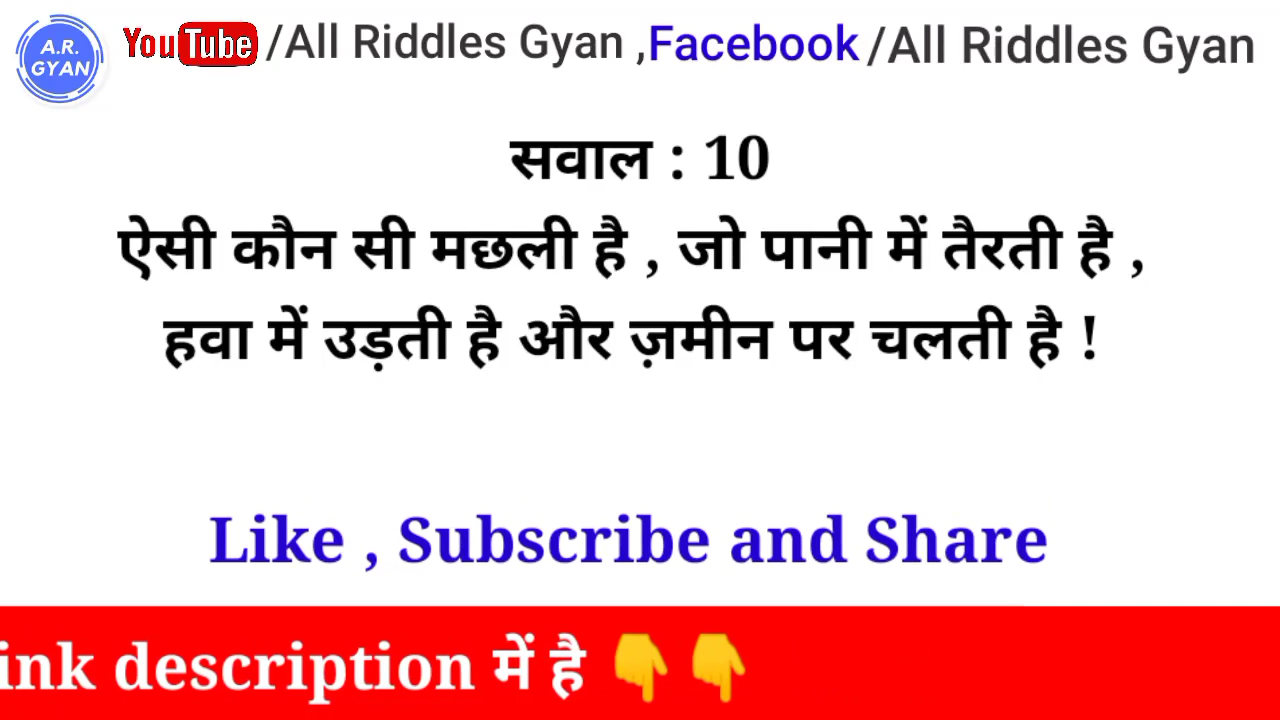 A.R.
GYAN
YouTube /All Riddles Gyan ,Facebook /All Riddles Gyan
सवाल : 10
ऐसी कौन सी मछली है , जो पानी में तैरती है ,
हवा में उड़ती है और ज़मीन पर चलती है !
Like , Subscribe and Share
ink description में है 👇👇